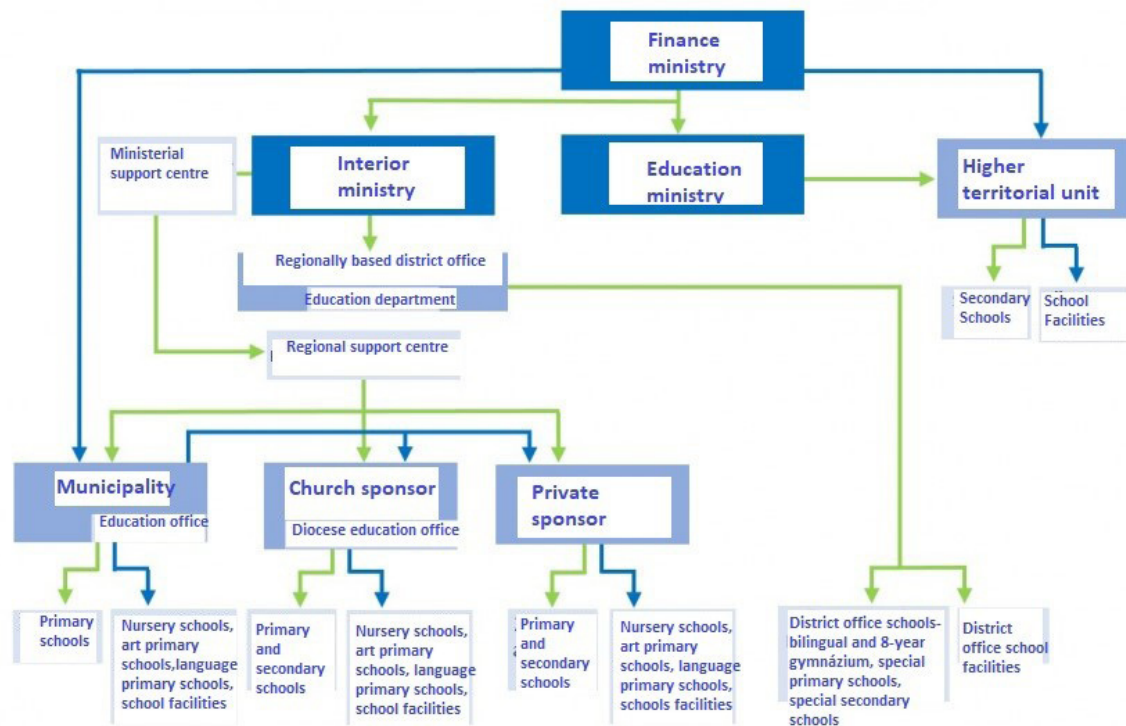 Finance
ministry
Ministerial
support centre
Interior
ministry
Education
ministry
Higher
territorial unit
Regionally based district office
Education department
Secondary
Schools
School
Facilities
Regional support centre
Municipality
Education office
Church sponsor
Diocese education office
Private
sponsor
Primary
schools
Nursery schools,
art primary
schools,language
primary schools,
school facilities
Primary
and
secondary
schools
Nursery schools,
art primary
schools, language
primary schools,
school facilities
Primary
and
secondary
schools
Nursery schools,
art primary
schools, language
primary schools,
schools facilities
District office schools-
bilingual and 8-year
gymnázium, special
primary schools,
special secondary
schools
District
office school
facilities